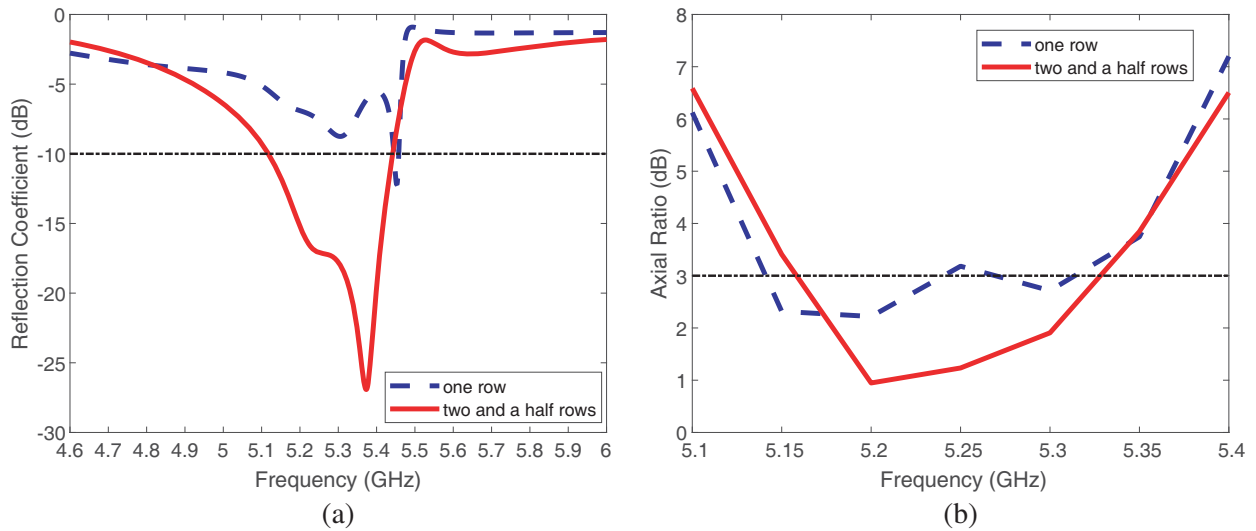 0
-5
-10
-15
-20
-25
-30
Reflection Coefficient (dB)
one row
two and a half rows
4.6 4.7 4.8 4.9 5 5.1 5.2 5.3 5.4 5.5 5.6 5.7 5.8 5.9 6
Frequency (GHz)
(a)
8
7
6
5
4
3
2
1
0
Axial Ratio (dB)
one row
two and a half rows
5.1 5.15 5.2 5.25 5.3 5.35 5.4
Frequency (GHz)
(b)